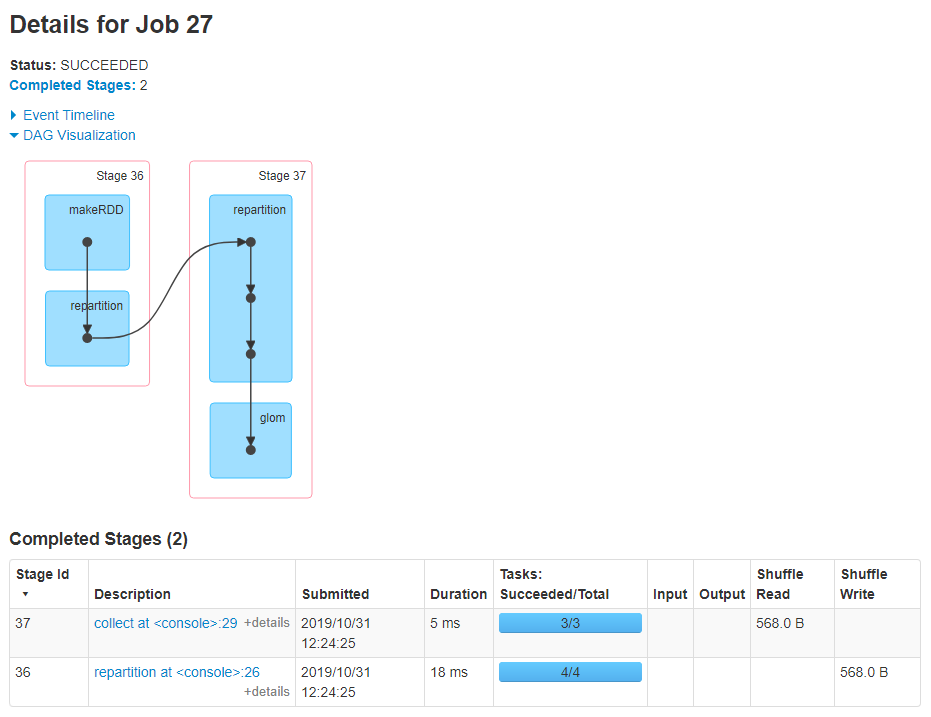 Details for Job 27
Status: SUCCEEDED
Completed Stages: 2
Event Timeline
DAG Visualization
Stage 36
Stage 37
makeRDD
repartition
repartition
glom
Completed Stages (2)
Stage Id Description Submitted Duration Tasks: Succeeded/Total Input Output Shuffle Read Shuffle Write
37 collect at <console>:29 +details 2019/10/31 12:24:25 5 ms 3/3 568.0 B
36 repartition at <console>:26 +details 2019/10/31 12:24:25 18 ms 4/4 568.0 B